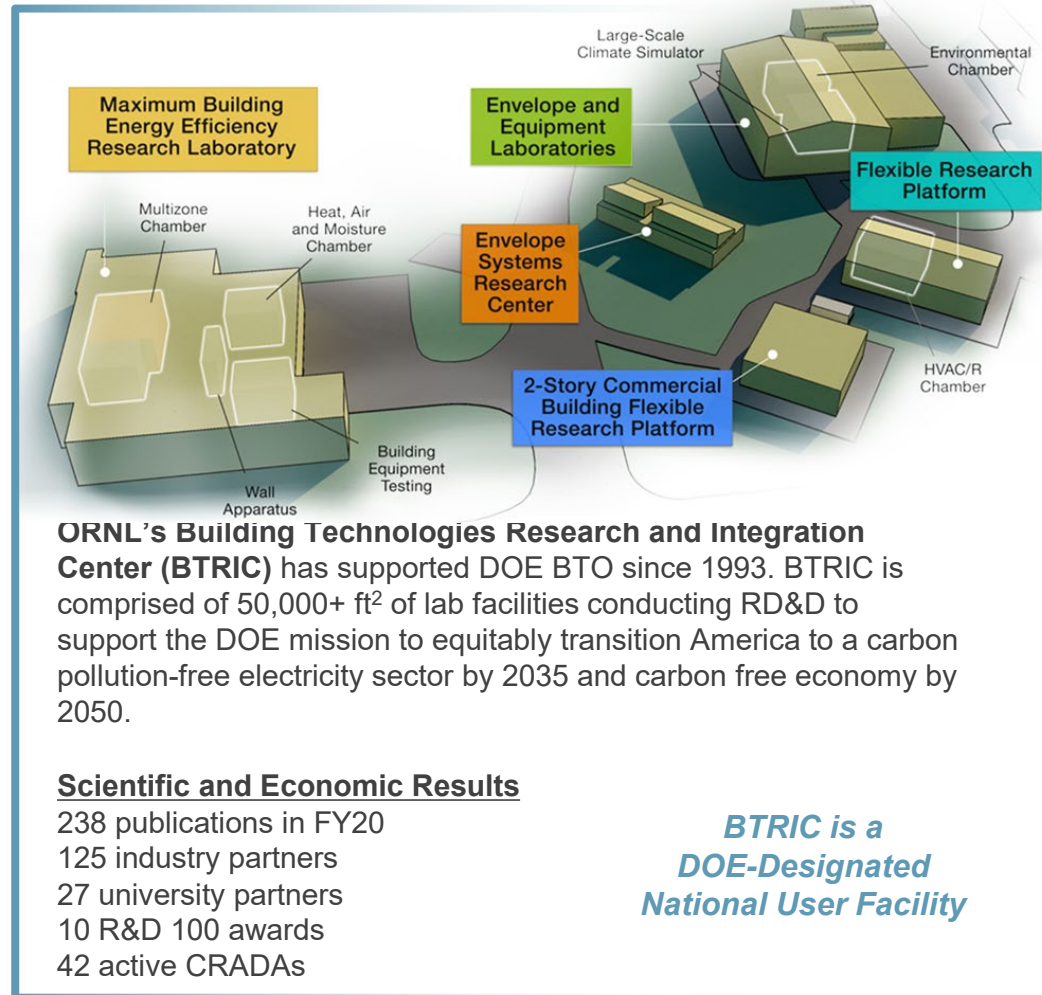 Large-Scale
Climate Simulator
Environmental
Chamber
Maximum Building
Energy Efficiency
Research Laboratory
Envelope and
Equipment
Laboratories
Flexible Research
Platform
Multizone
Chamber
Heat, Air
and Moisture
Chamber
Envelope
Systems
Research
Center
HVAC/R
Chamber
2-Story Commercial
Building Flexible
Research Platform
Building
Equipment
Testing
Wall
Apparatus
ORNL's Building Technologies Research and Integration
Center (BTRIC) has supported DOE BTO since 1993. BTRIC is
comprised of 50,000+ ft² of lab facilities conducting RD&D to
support the DOE mission to equitably transition America to a carbon
pollution-free electricity sector by 2035 and carbon free economy by
2050.
Scientific and Economic Results
238 publications in FY20
125 industry partners
27 university partners
10 R&D 100 awards
42 active CRADAs
BTRIC is a
DOE-Designated
National User Facility